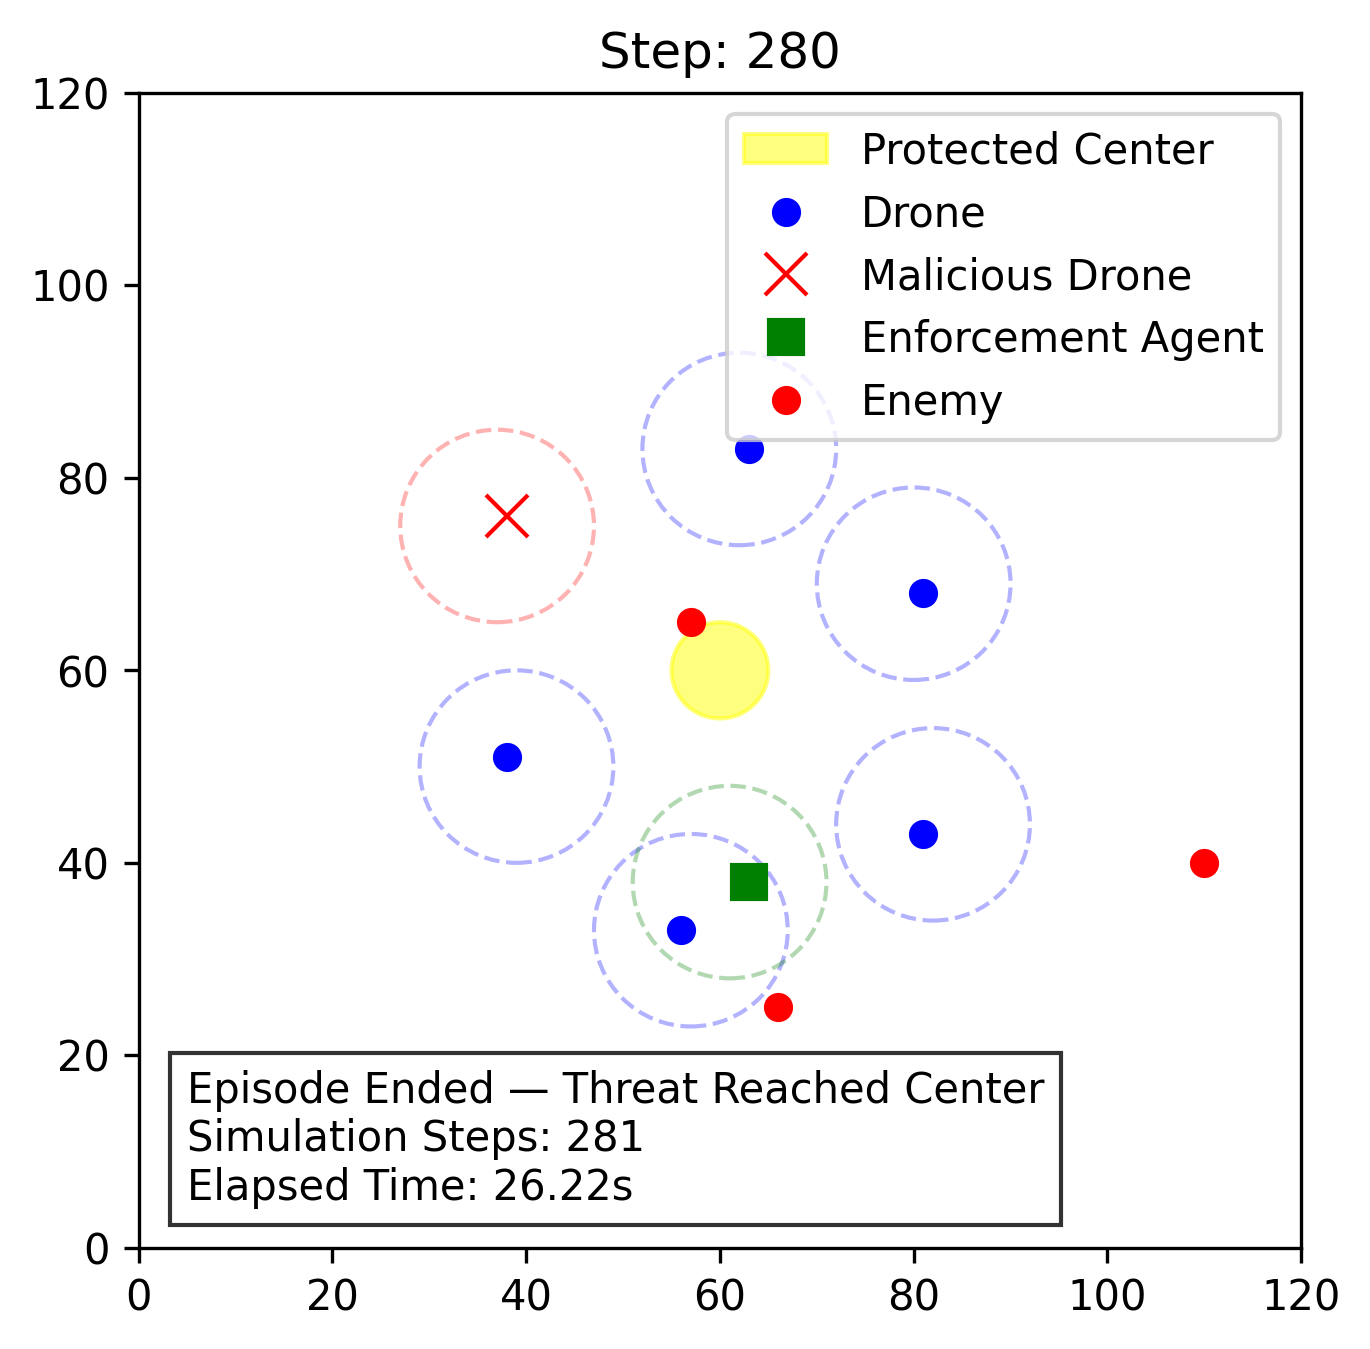 Step: 280
120
100
80
60
40
20
0
Protected Center
Drone
Malicious Drone
Enforcement Agent
Enemy
Episode Ended — Threat Reached Center
Simulation Steps: 281
Elapsed Time: 26.22s
0 20 40 60 80 100 120